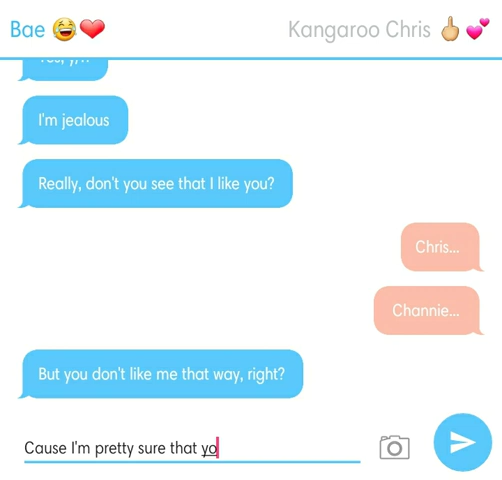 Bae 😂❤️
Kangaroo Chris 🖕🏼💕
I'm jealous
Really, don't you see that I like you?
Chris...
Channie...
But you don't like me that way, right?
Cause I'm pretty sure that yo